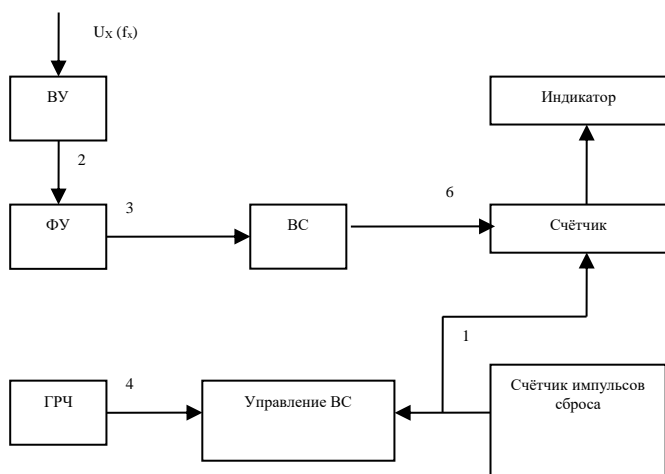 Uₓ (fₓ)
ВУ
Индикатор
2
3
6
ФУ
ВС
Счётчик
1
4
ГРЧ
Управление ВС
Счётчик импульсов
сброса